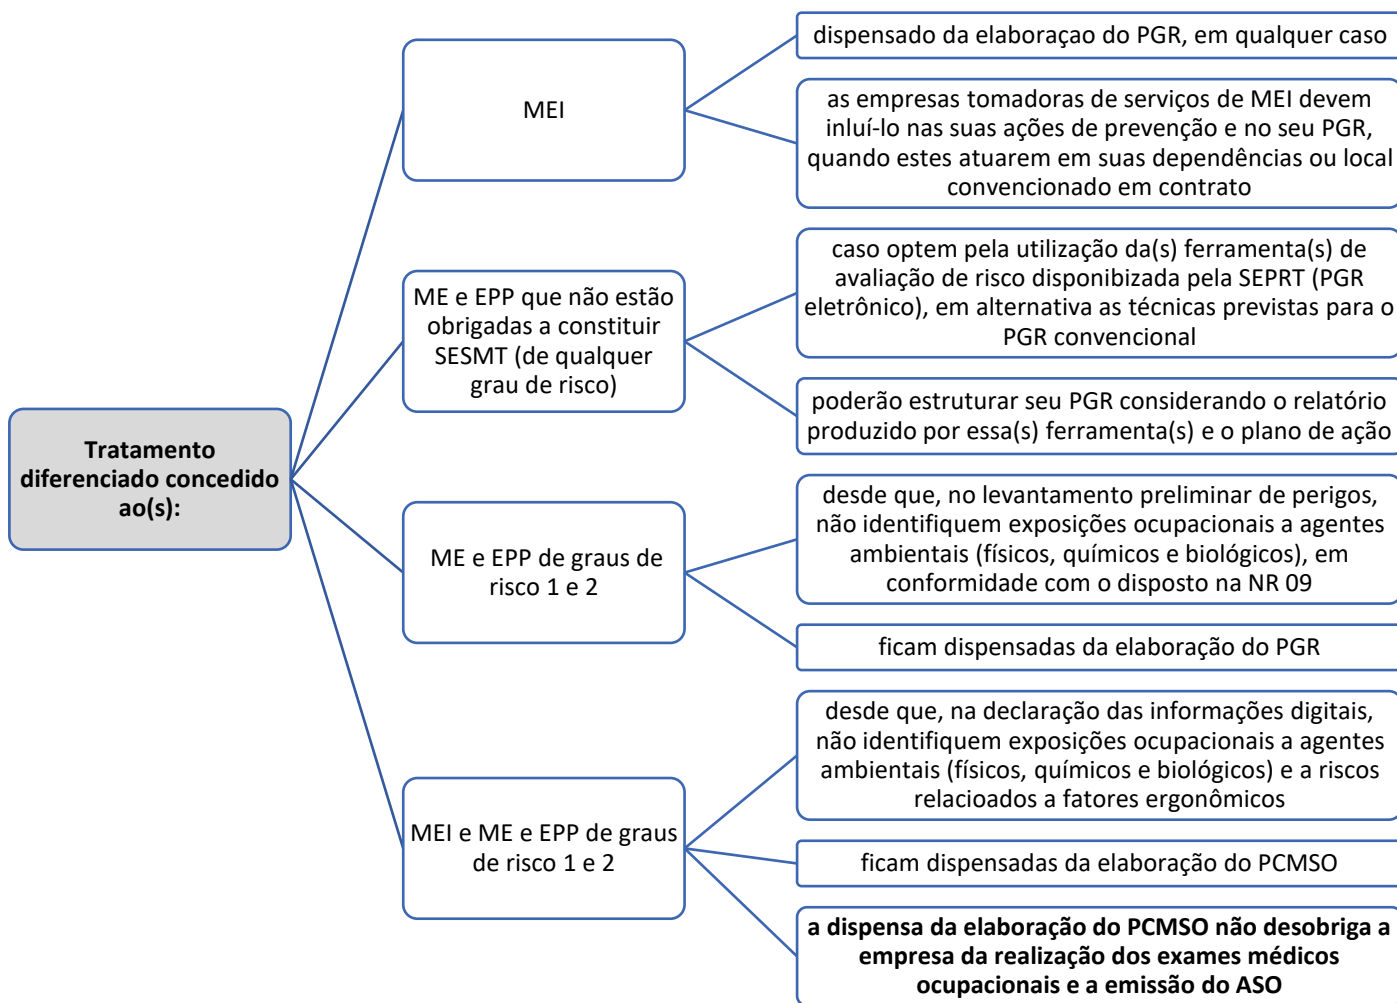 Tratamento
diferenciado concedido
ao(s):
MEI
dispensado da elaboraçao do PGR, em qualquer caso
as empresas tomadoras de serviços de MEI devem
inluí-lo nas suas ações de prevenção e no seu PGR,
quando estes atuarem em suas dependências ou local
convencionado em contrato
ME e EPP que não estão
obrigadas a constituir
SESMT (de qualquer
grau de risco)
caso optem pela utilização da(s) ferramenta(s) de
avaliação de risco disponibizada pela SEPRT (PGR
eletrônico), em alternativa as técnicas previstas para o
PGR convencional
poderão estruturar seu PGR considerando o relatório
produzido por essa(s) ferramenta(s) e o plano de ação
ME e EPP de graus de
risco 1 e 2
desde que, no levantamento preliminar de perigos,
não identifiquem exposições ocupacionais a agentes
ambientais (físicos, químicos e biológicos), em
conformidade com o disposto na NR 09
ficam dispensadas da elaboração do PGR
MEI e ME e EPP de graus
de risco 1 e 2
desde que, na declaração das informações digitais,
não identifiquem exposições ocupacionais a agentes
ambientais (físicos, químicos e biológicos) e a riscos
relacioados a fatores ergonômicos
ficam dispensadas da elaboração do PCMSO
a dispensa da elaboração do PCMSO não desobriga a
empresa da realização dos exames médicos
ocupacionais e a emissão do ASO